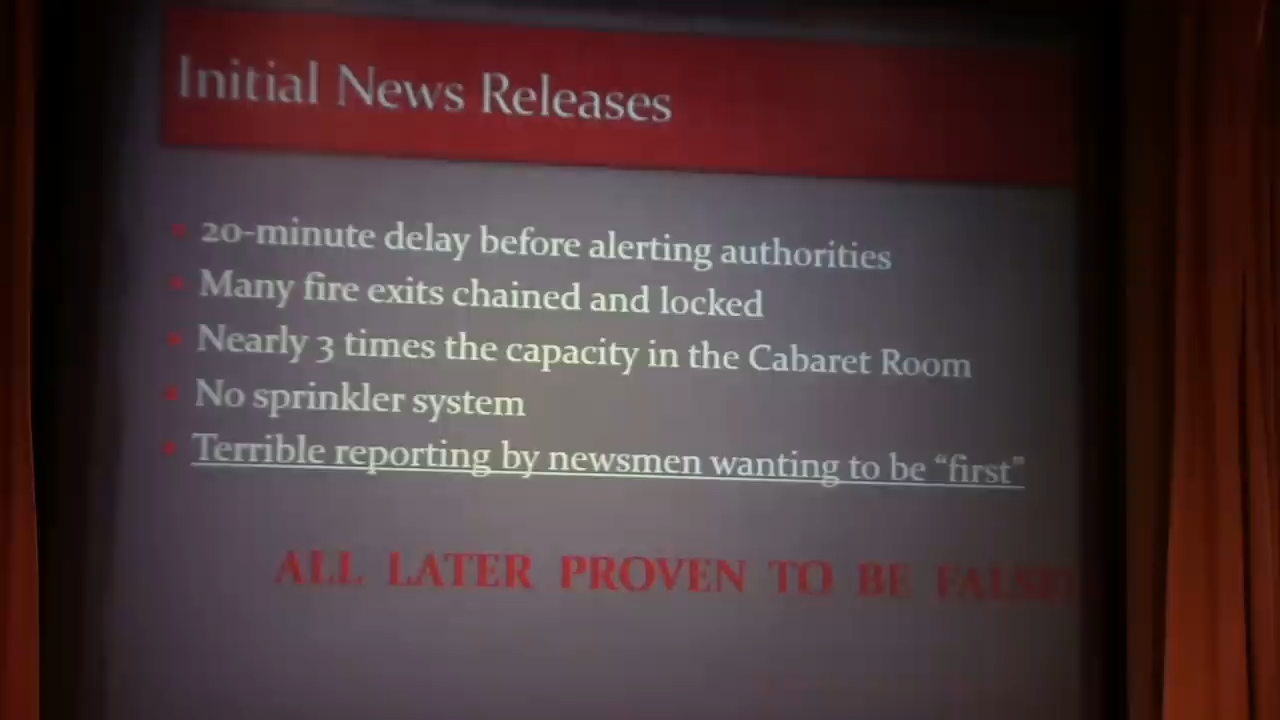 Initial News Releases
20-minute delay before alerting authorities
Many fire exits chained and locked
Nearly 3 times the capacity in the Cabaret Room
No sprinkler system
Terrible reporting by newsmen wanting to be “first”
ALL LATER PROVEN TO BE FALSE